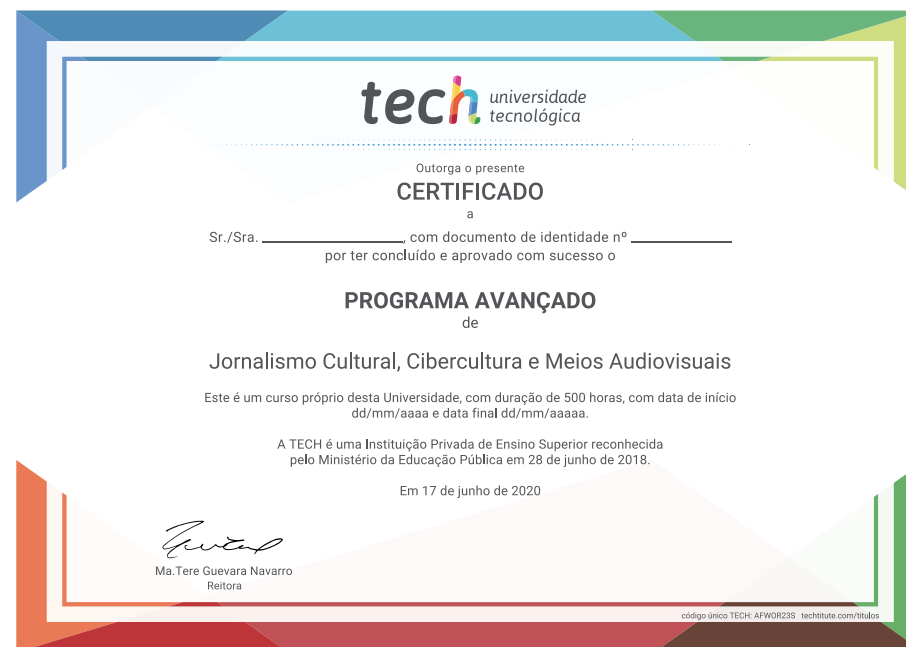 tech universidade
tecnológica
Outorga o presente
CERTIFICADO
a
Sr./Sra. ____________, com documento de identidade nº ____________
por ter concluído e aprovado com sucesso o
PROGRAMA AVANÇADO
de
Jornalismo Cultural, Cibercultura e Meios Audiovisuais
Este é um curso próprio desta Universidade, com duração de 500 horas, com data de início
dd/mm/aaaa e data final dd/mm/aaaaa.
A TECH é uma Instituição Privada de Ensino Superior reconhecida
pelo Ministério da Educação Pública em 28 de junho de 2018.
Em 17 de junho de 2020
Ma.Tere Guevara Navarro
Reitora
código único TECH: AFWOR23S techtitute.com/titulos